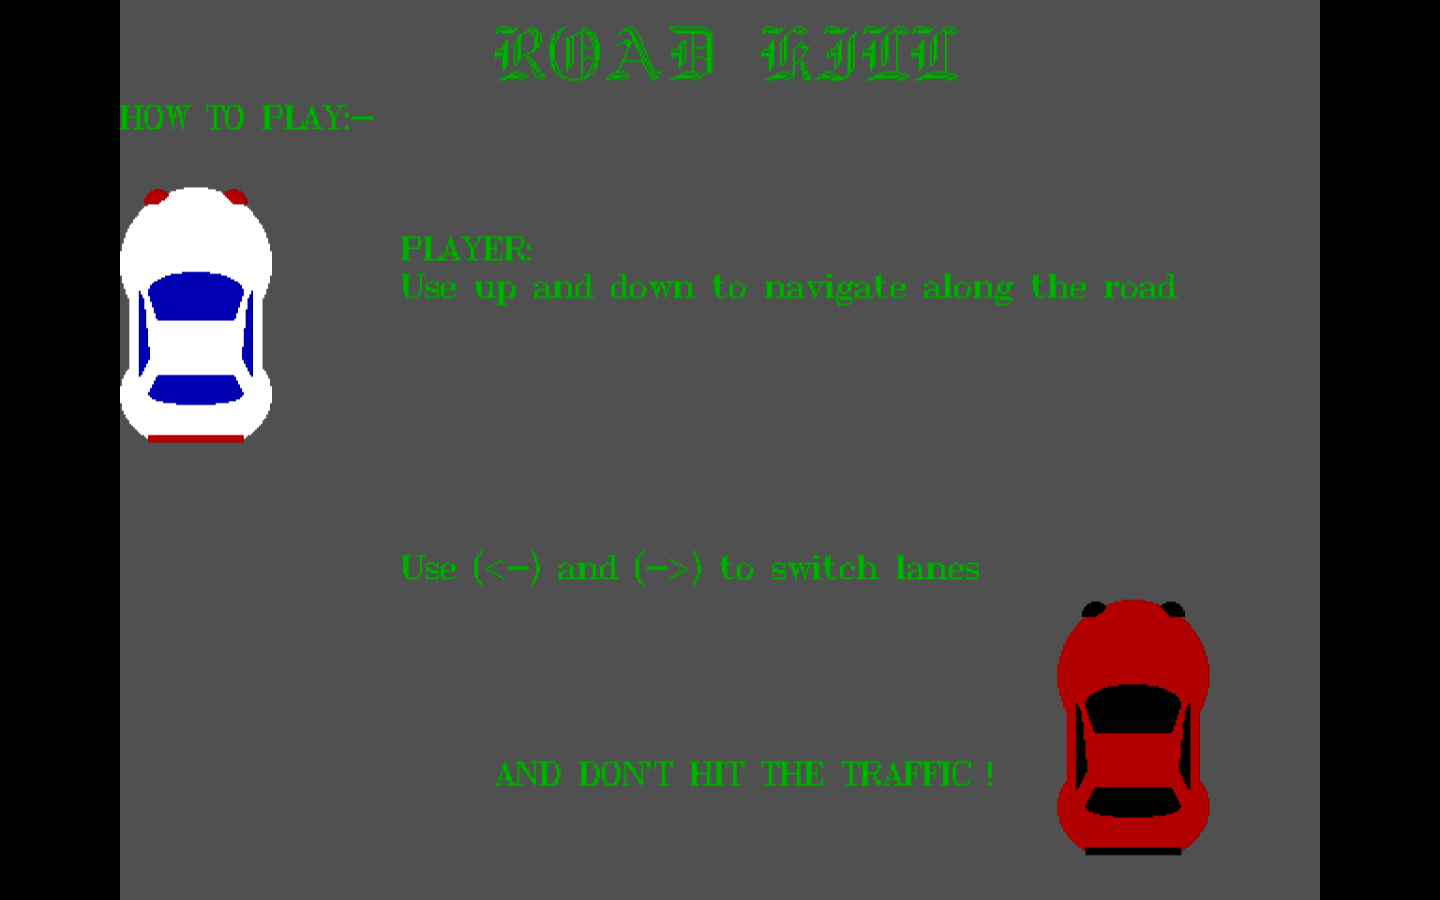 ROAD KILL
HOW TO PLAY:-
PLAYER:
Use up and down to navigate along the road
Use (<-) and (->) to switch lanes
AND DON'T HIT THE TRAFFIC !